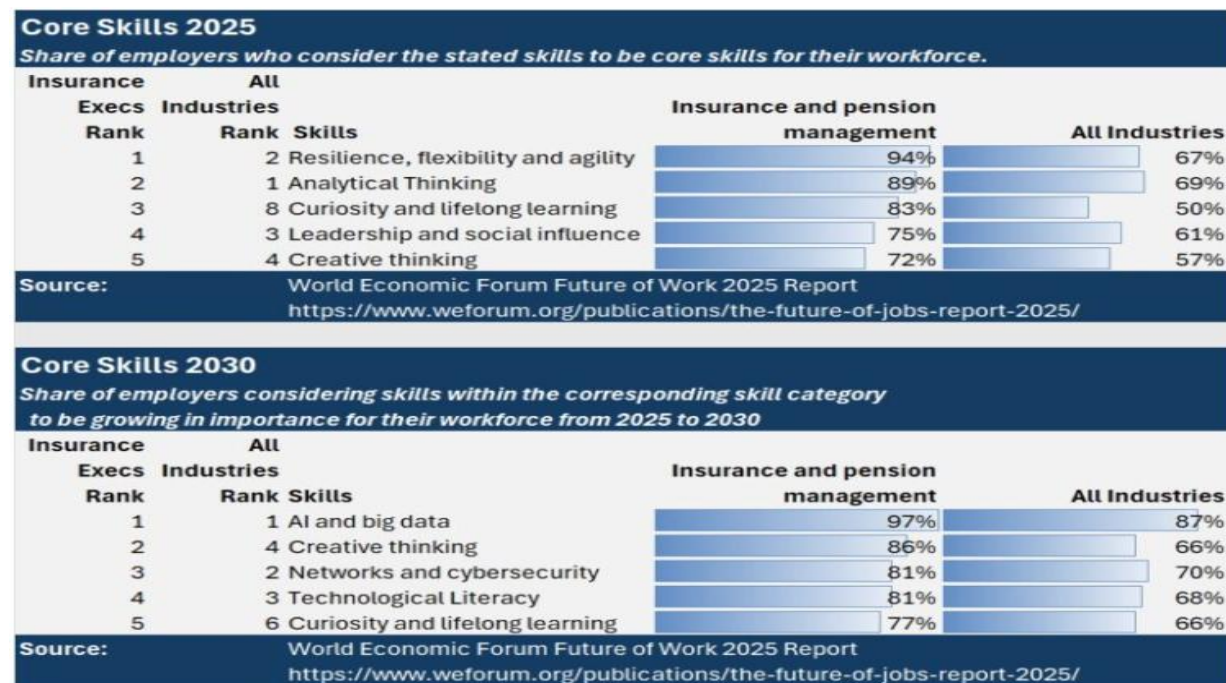 Core Skills 2025
Share of employers who consider the stated skills to be core skills for their workforce.
Insurance All
Execs Industries Insurance and pension
Rank Rank Skills management All Industries
1 2 Resilience, flexibility and agility 94% 67%
2 1 Analytical Thinking 89% 69%
3 8 Curiosity and lifelong learning 83% 50%
4 3 Leadership and social influence 75% 61%
5 4 Creative thinking 72% 57%
Source: World Economic Forum Future of Work 2025 Report
https://www.weforum.org/publications/the-future-of-jobs-report-2025/
Core Skills 2030
Share of employers considering skills within the corresponding skill category
to be growing in importance for their workforce from 2025 to 2030
Insurance All
Execs Industries Insurance and pension
Rank Rank Skills management All Industries
1 1 AI and big data 97% 87%
2 4 Creative thinking 86% 66%
3 2 Networks and cybersecurity 81% 70%
4 3 Technological Literacy 81% 68%
5 6 Curiosity and lifelong learning 77% 66%
Source: World Economic Forum Future of Work 2025 Report
https://www.weforum.org/publications/the-future-of-jobs-report-2025/